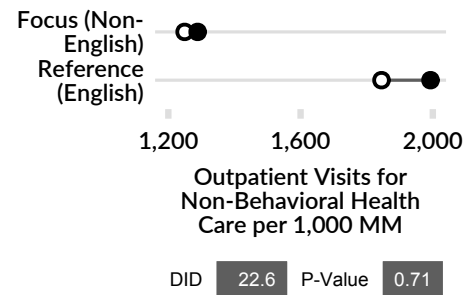 Focus (Non-
English)
Reference
(English)
1,200
1,600
2,000
Outpatient Visits for
Non-Behavioral Health
Care per 1,000 MM
DID 22.6 P-Value 0.71